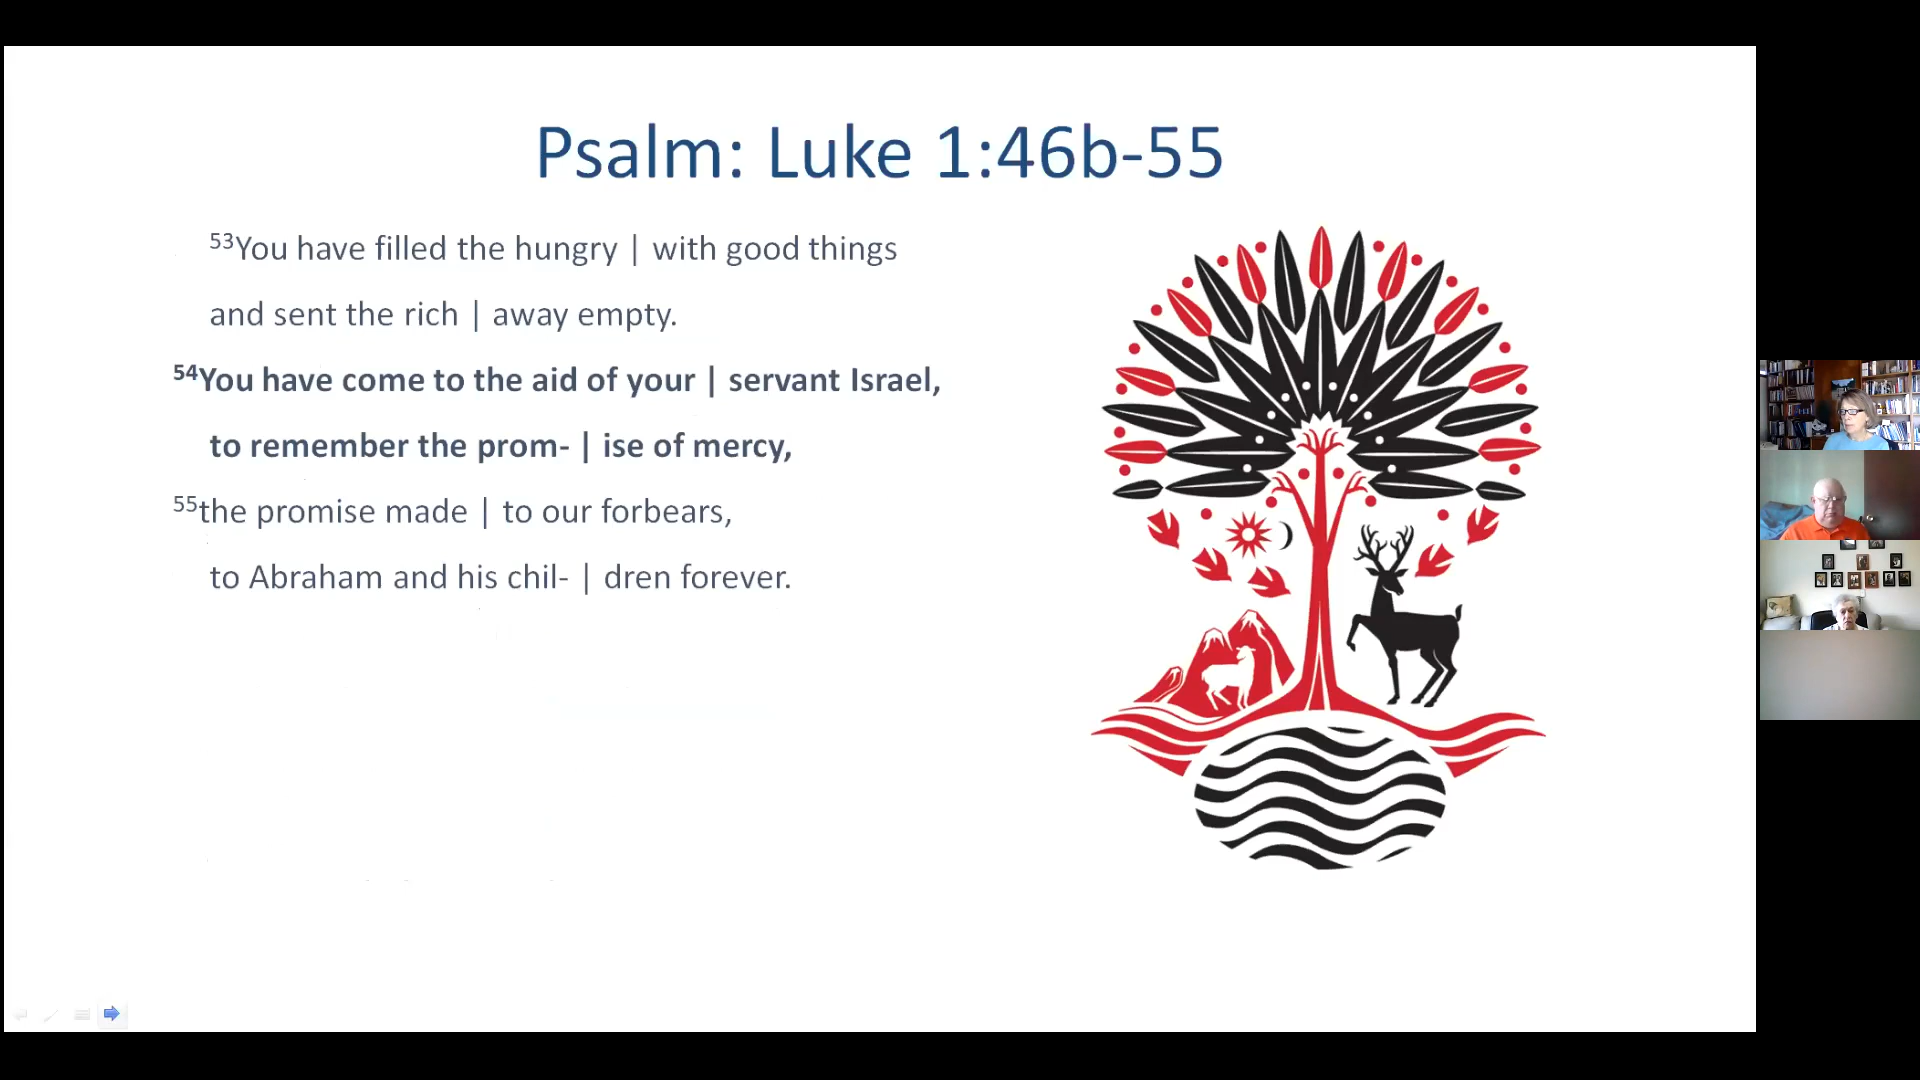 Psalm: Luke 1:46b-55
53You have filled the hungry | with good things
and sent the rich | away empty.
54You have come to the aid of your | servant Israel,
to remember the prom- | ise of mercy,
55the promise made | to our forbears,
to Abraham and his chil- | dren forever.